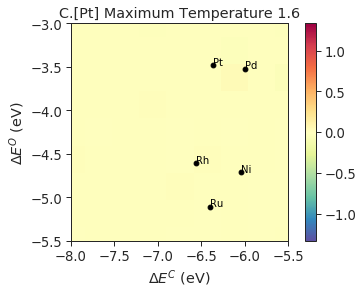 C.[Pt] Maximum Temperature 1.6
−3.0
−3.5
−4.0
−4.5
−5.0
−5.5
ΔE^O (eV)
Pt
Pd
Rh
Ni
Ru
−8.0 −7.5 −7.0 −6.5 −6.0 −5.5
ΔE^C (eV)
1.0
0.5
0.0
−0.5
−1.0